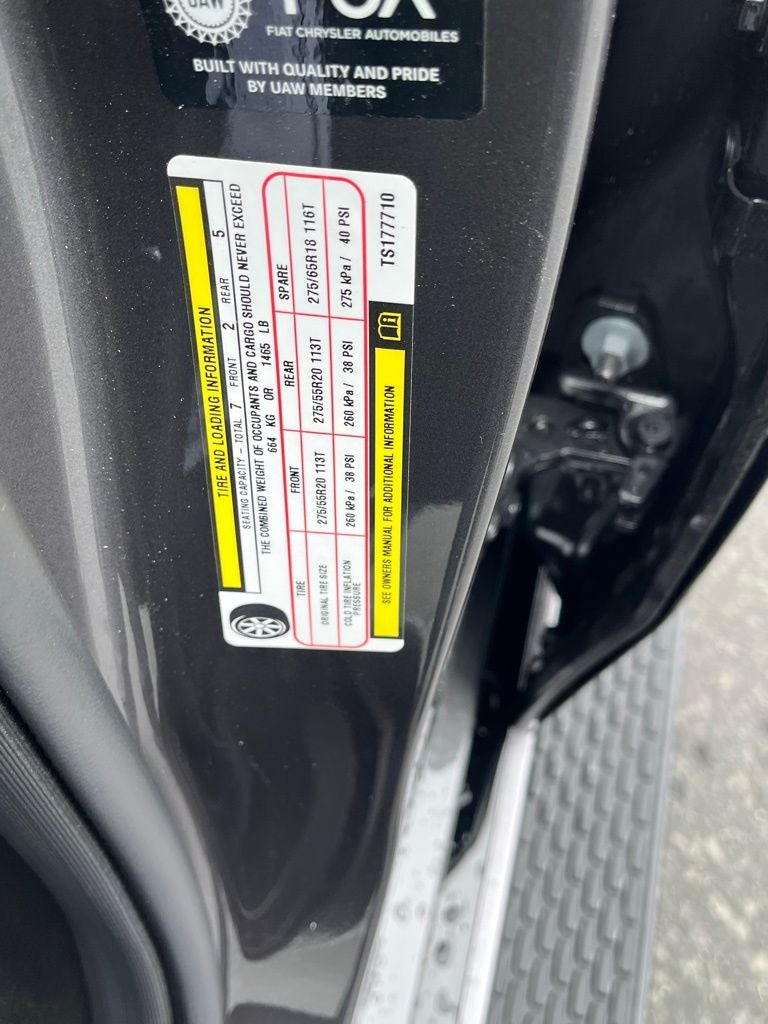 UAW
FIAT CHRYSLER AUTOMOBILES
BUILT WITH QUALITY AND PRIDE
BY UAW MEMBERS
TIRE AND LOADING INFORMATION
SEATING CAPACITY - TOTAL 7 FRONT 2 REAR 5
THE COMBINED WEIGHT OF OCCUPANTS AND CARGO SHOULD NEVER EXCEED
664 KG OR 1465 LB
TIRE FRONT REAR SPARE
ORIGINAL TIRE SIZE 275/55R20 113T 275/55R20 113T 275/65R18 116T
COLD TIRE INFLATION PRESSURE 260 kPa / 38 PSI 260 kPa / 38 PSI 275 kPa / 40 PSI
SEE OWNERS MANUAL FOR ADDITIONAL INFORMATION
TS177710